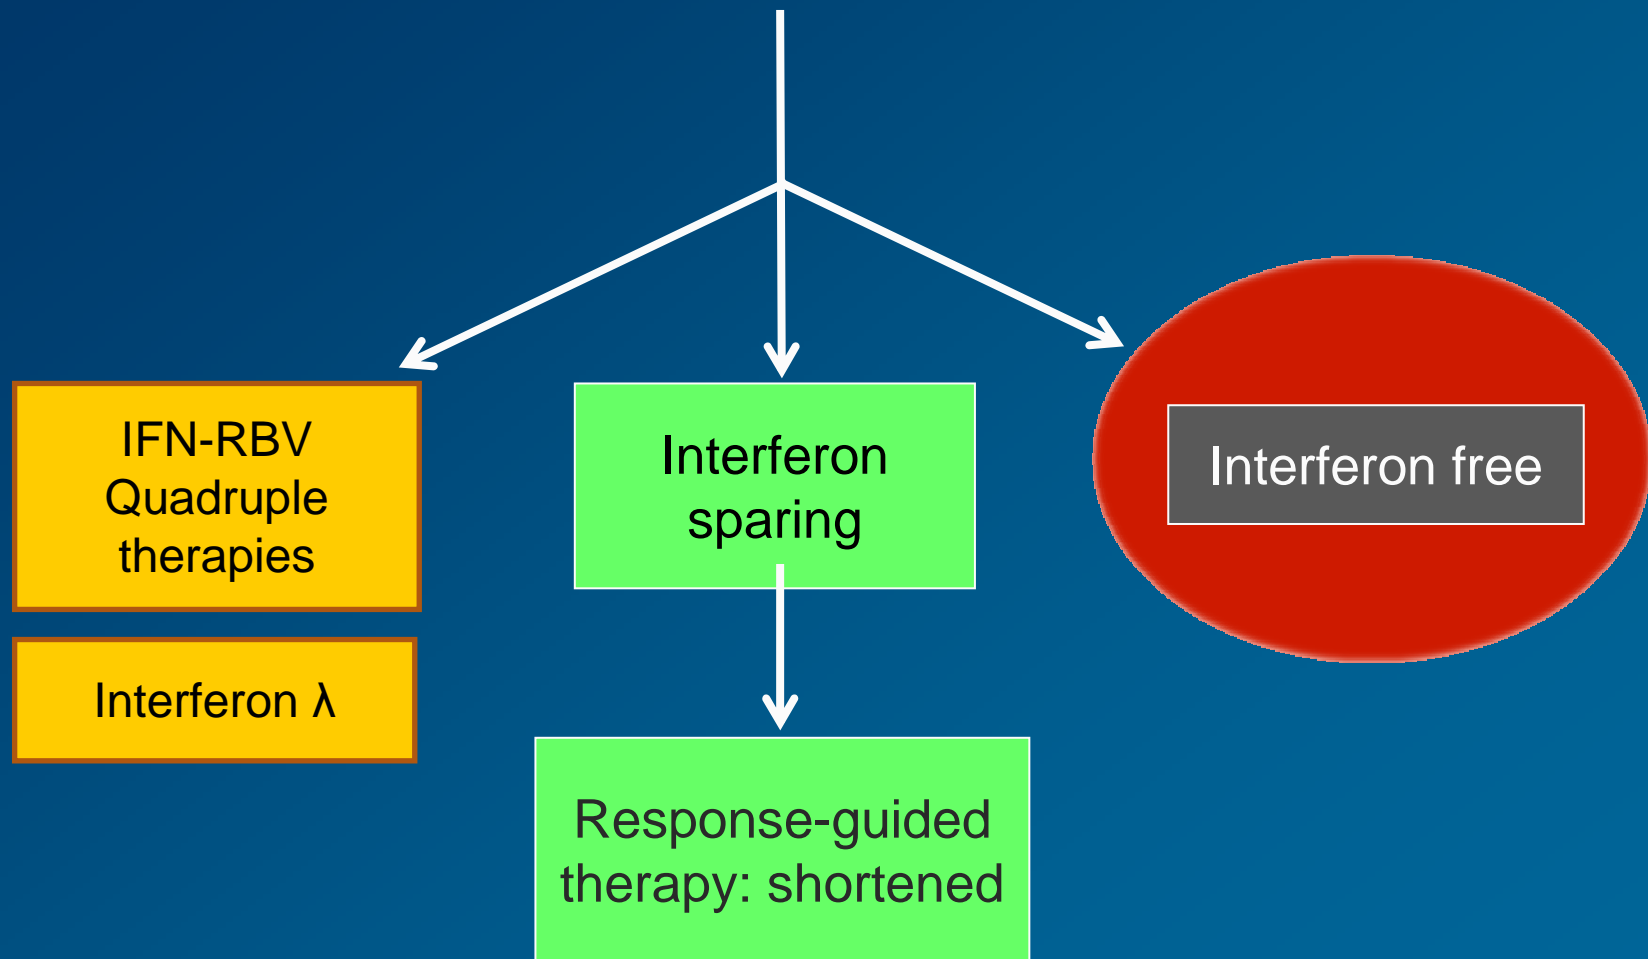 IFN-RBV
Quadruple
therapies
Interferon λ
Interferon
sparing
Response-guided
therapy: shortened
Interferon free